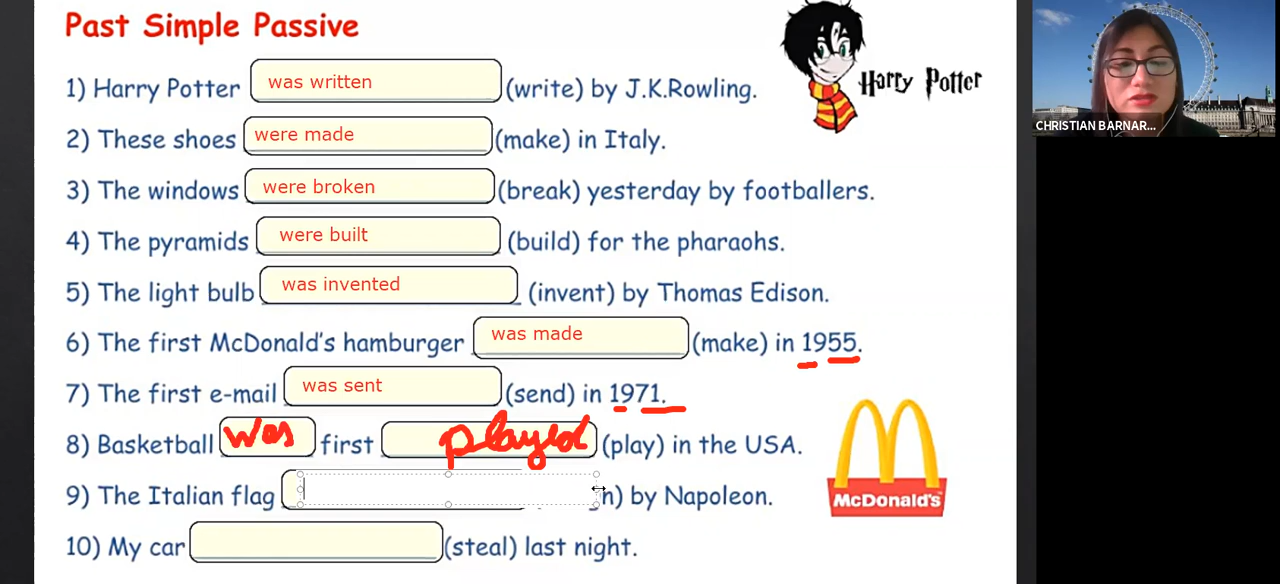 Past Simple Passive
Harry Potter
CHRISTIAN BARNAR...
1) Harry Potter was written (write) by J.K.Rowling.
2) These shoes were made (make) in Italy.
3) The windows were broken (break) yesterday by footballers.
4) The pyramids were built (build) for the pharaohs.
5) The light bulb was invented (invent) by Thomas Edison.
6) The first McDonald's hamburger was made (make) in 1955.
7) The first e-mail was sent (send) in 1971.
8) Basketball was first played (play) in the USA.
9) The Italian flag n) by Napoleon.
McDonald's
10) My car (steal) last night.